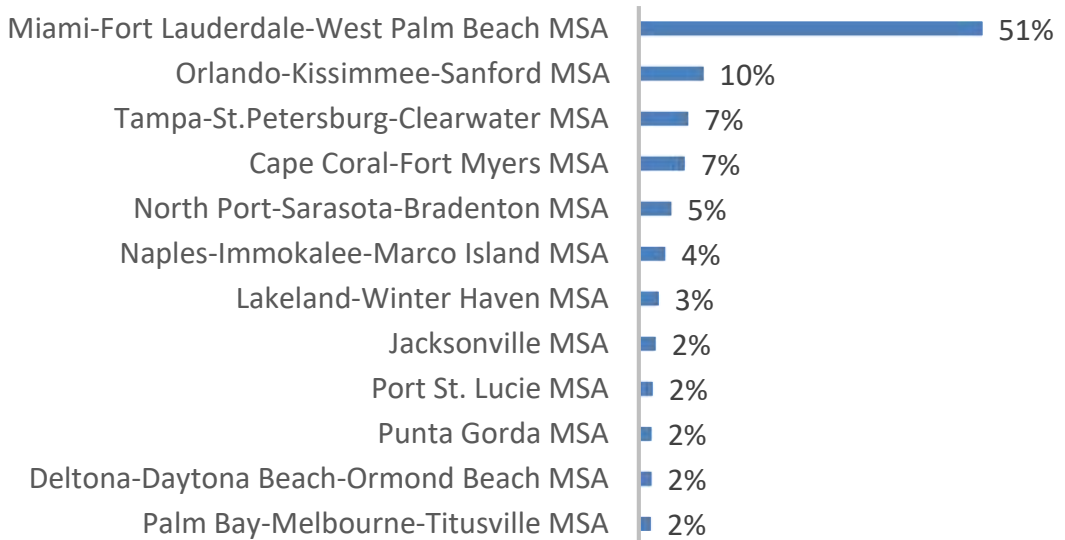 Miami-Fort Lauderdale-West Palm Beach MSA 51%
Orlando-Kissimmee-Sanford MSA 10%
Tampa-St.Petersburg-Clearwater MSA 7%
Cape Coral-Fort Myers MSA 7%
North Port-Sarasota-Bradenton MSA 5%
Naples-Immokalee-Marco Island MSA 4%
Lakeland-Winter Haven MSA 3%
Jacksonville MSA 2%
Port St. Lucie MSA 2%
Punta Gorda MSA 2%
Deltona-Daytona Beach-Ormond Beach MSA 2%
Palm Bay-Melbourne-Titusville MSA 2%